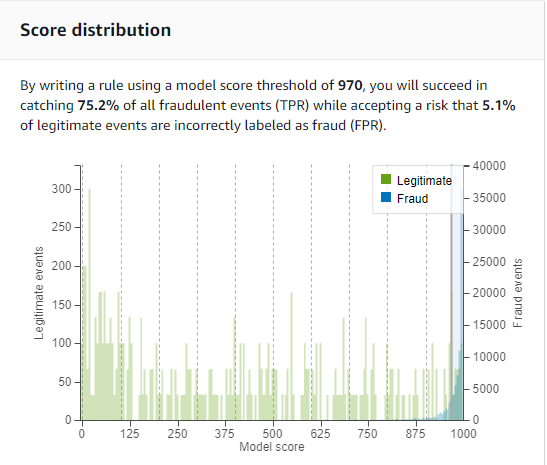 Score distribution
By writing a rule using a model score threshold of 970, you will succeed in
catching 75.2% of all fraudulent events (TPR) while accepting a risk that 5.1%
of legitimate events are incorrectly labeled as fraud (FPR).
Legitimate
Fraud
Legitimate events
300
250
200
150
100
50
0
40000
35000
30000
25000
20000
15000
10000
5000
0
Fraud events
0 125 250 375 500 625 750 875 1000
Model score